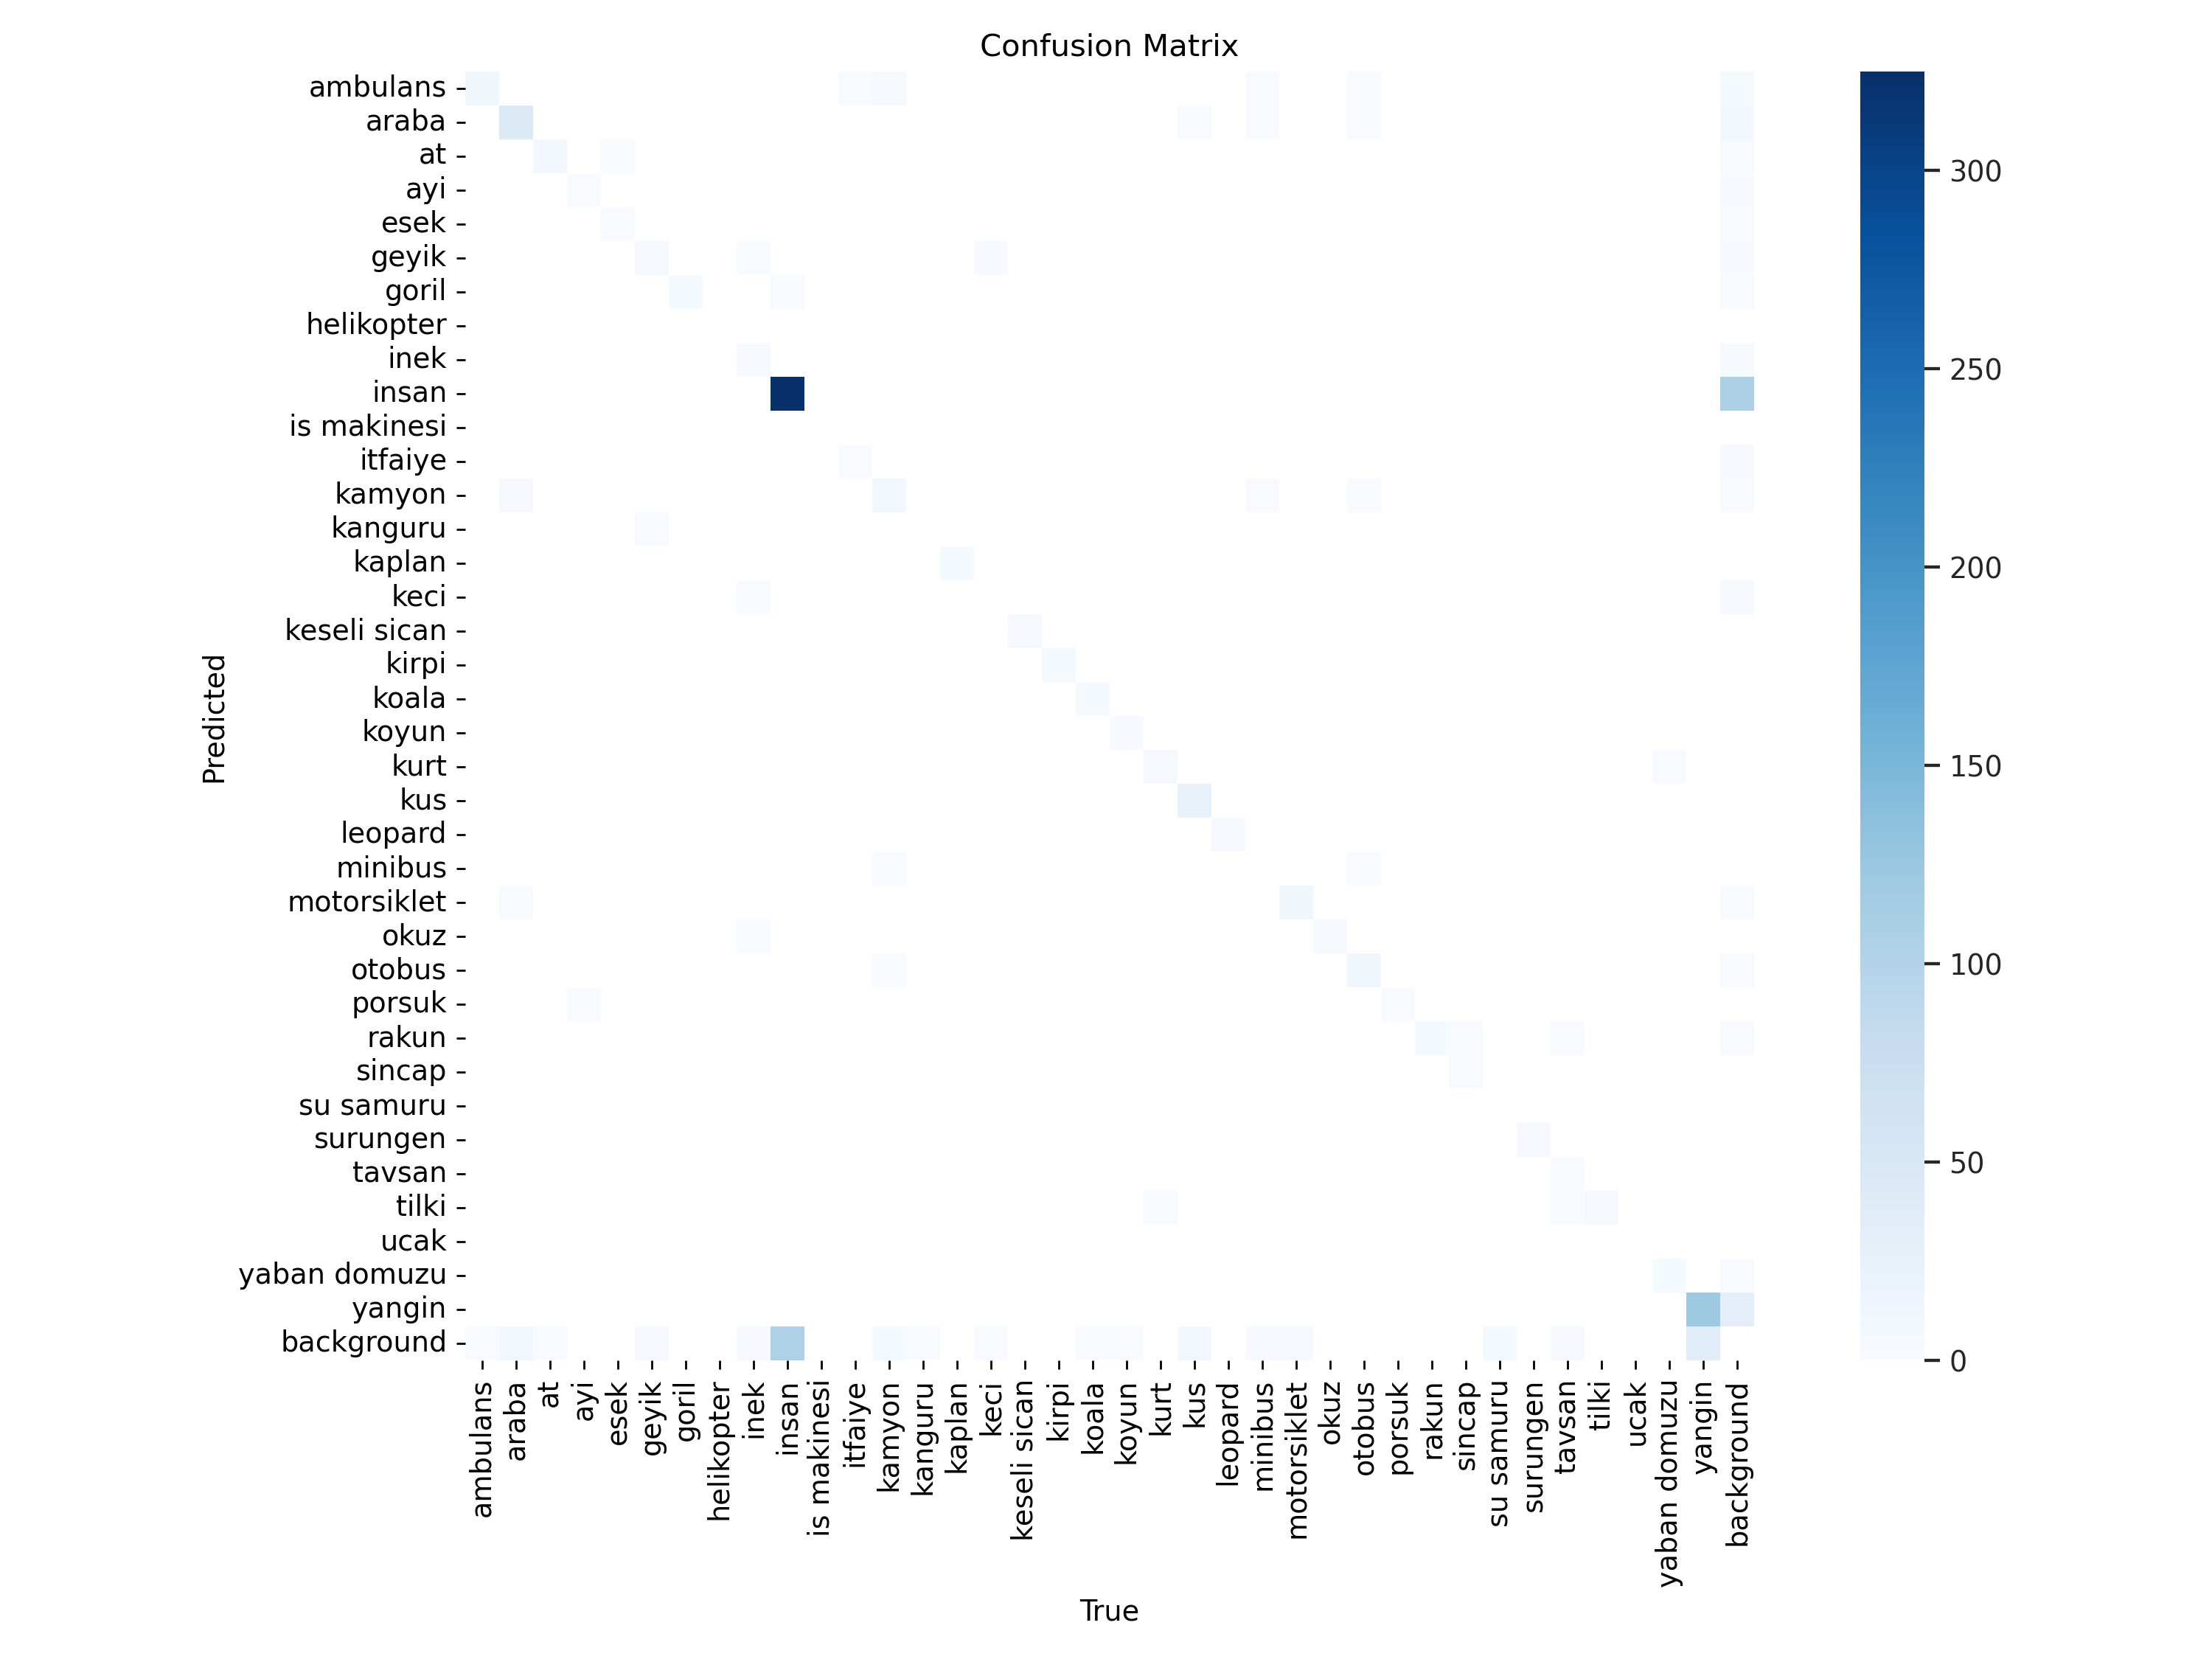 Confusion Matrix
Predicted
ambulans
araba
at
ayi
esek
geyik
goril
helikopter
inek
insan
is makinesi
itfaiye
kamyon
kanguru
kaplan
keci
keseli sican
kirpi
koala
koyun
kurt
kus
leopard
minibus
motorsiklet
okuz
otobus
porsuk
rakun
sincap
su samuru
surungen
tavsan
tilki
ucak
yaban domuzu
yangin
background
ambulans
araba
at
ayi
esek
geyik
goril
helikopter
inek
insan
is makinesi
itfaiye
kamyon
kanguru
kaplan
keci
keseli sican
kirpi
koala
koyun
kurt
kus
leopard
minibus
motorsiklet
okuz
otobus
porsuk
rakun
sincap
su samuru
surungen
tavsan
tilki
ucak
yaban domuzu
yangin
background
True
300
250
200
150
100
50
0